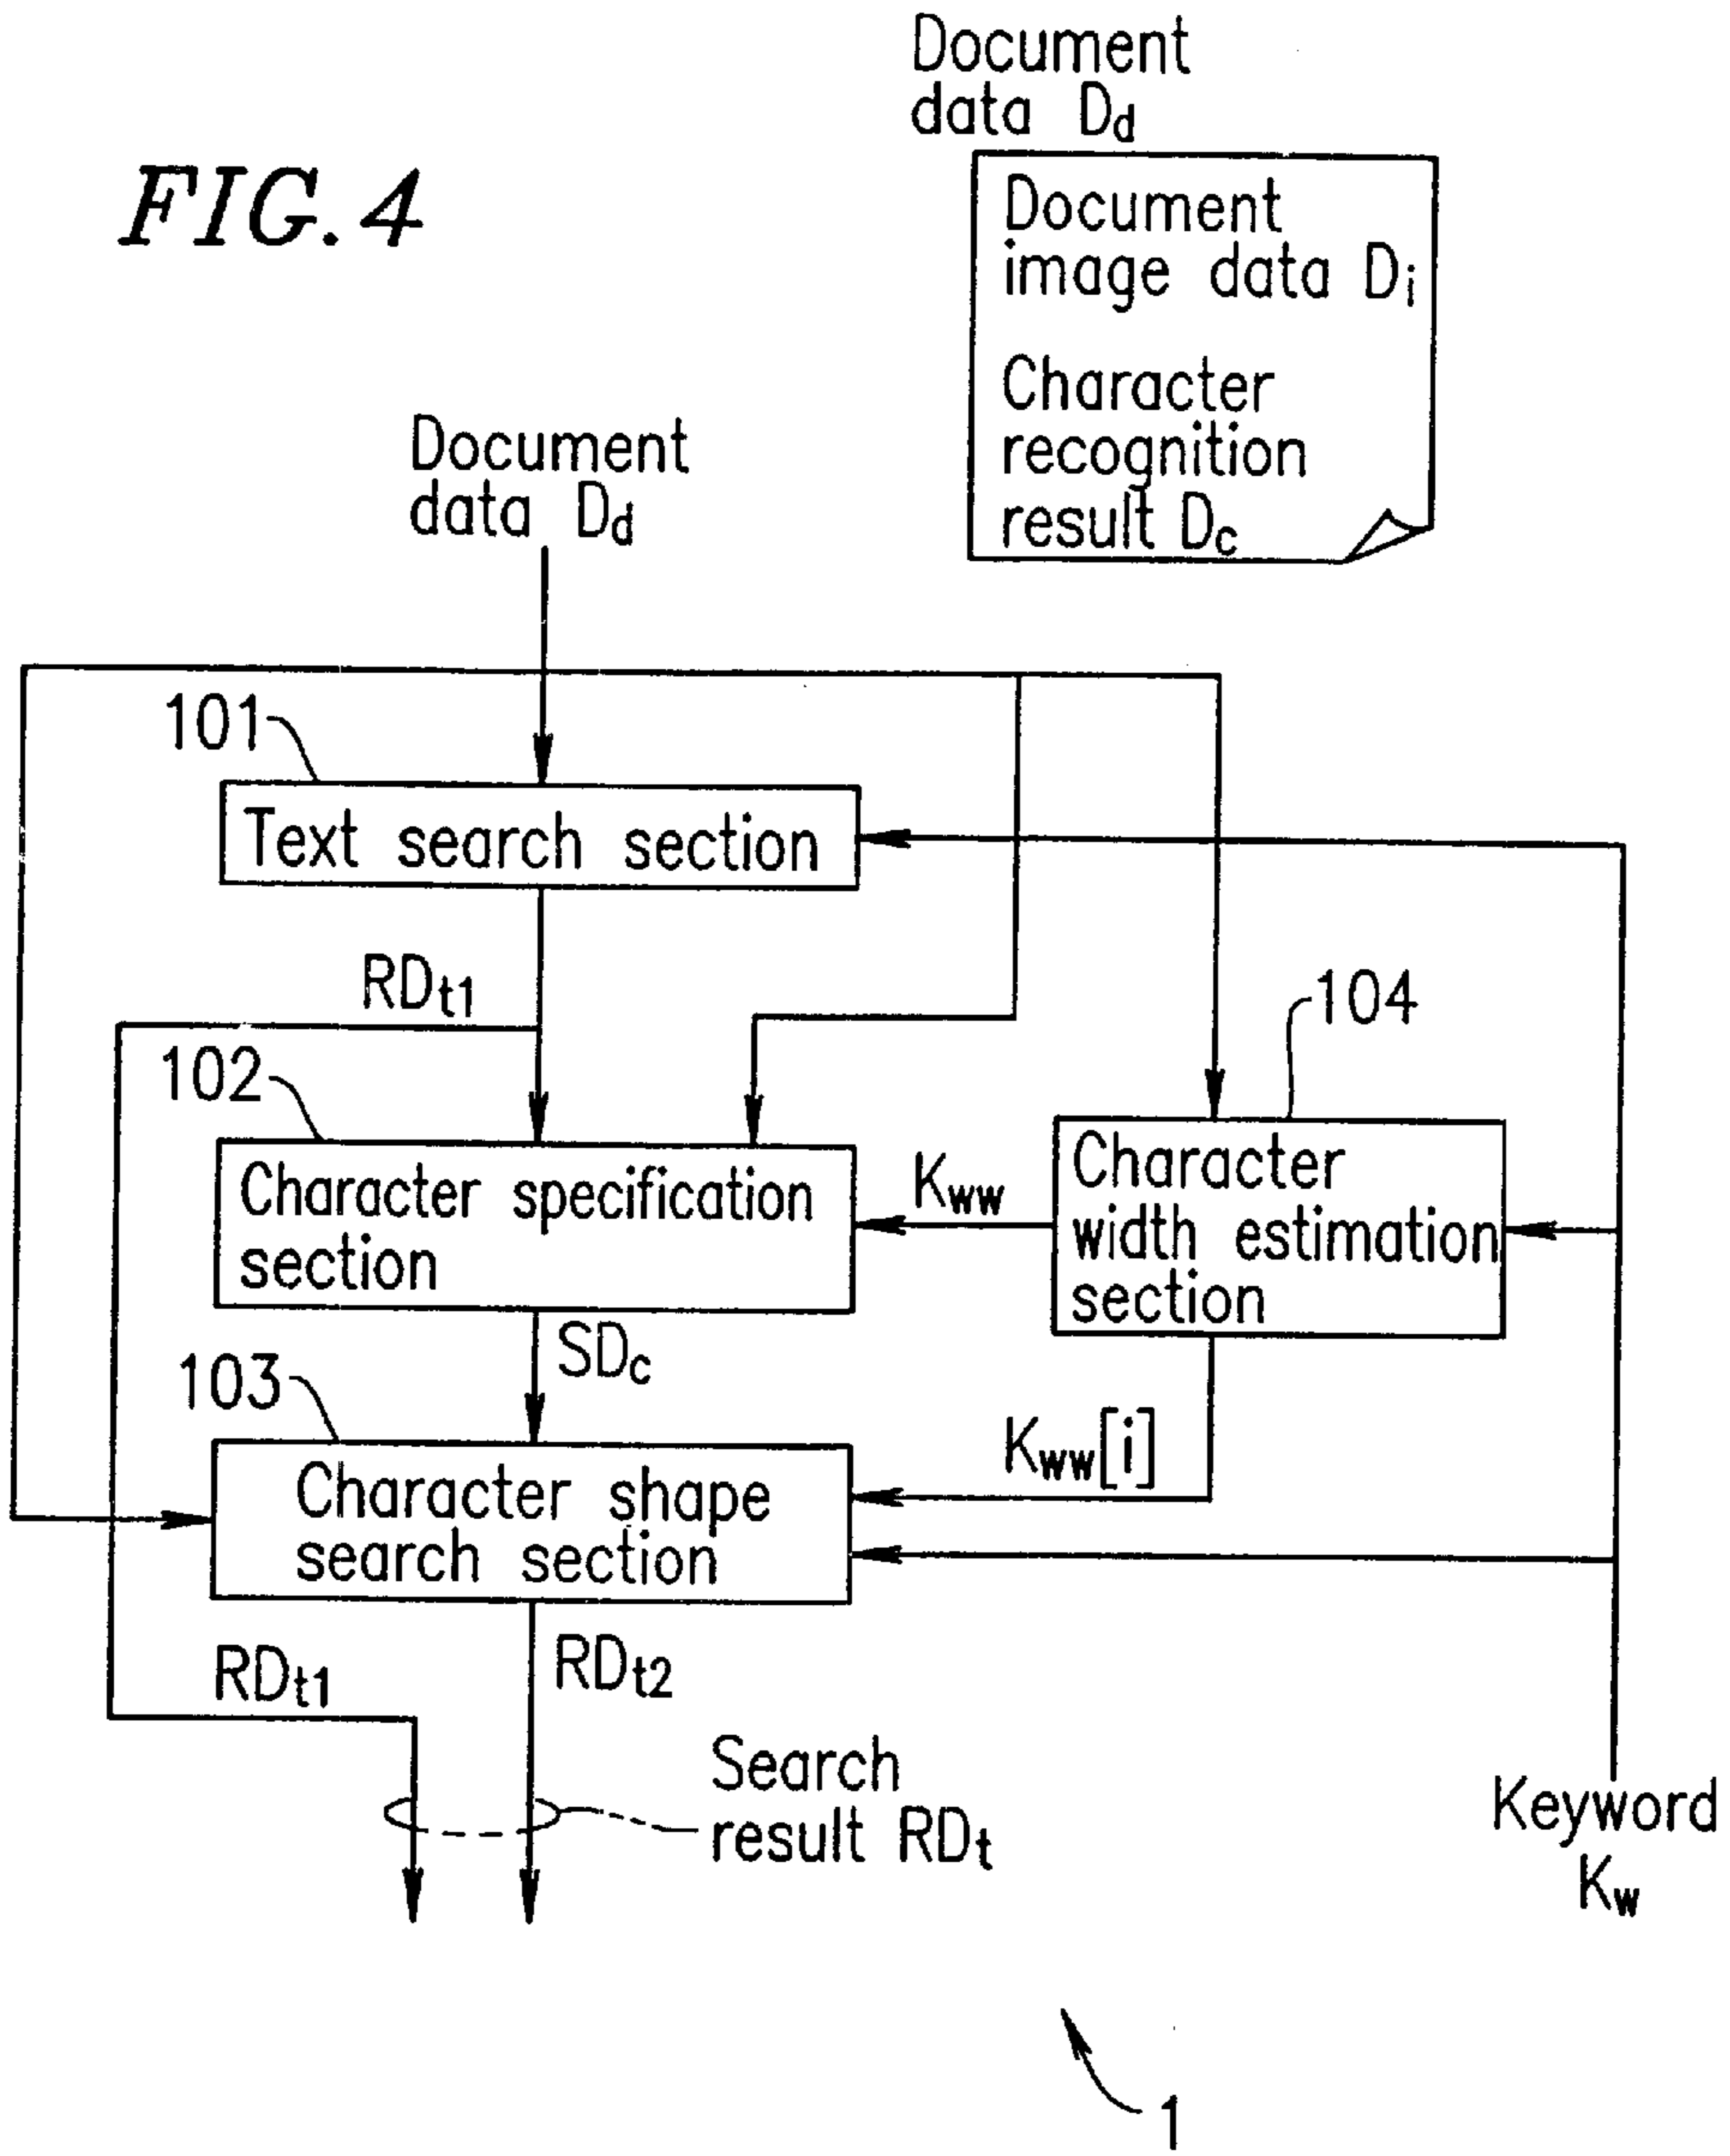 Document
data Dd
FIG. 4
Document
image data Di
Character
recognition
result Dc
Document
data Dd
101
Text search section
RDt1
104
102
Character specification
section
Kww
Character
width estimation
section
SDc
103
Kww[i]
Character shape
search section
RDt1
RDt2
Search
result RDt
Keyword
Kw
1